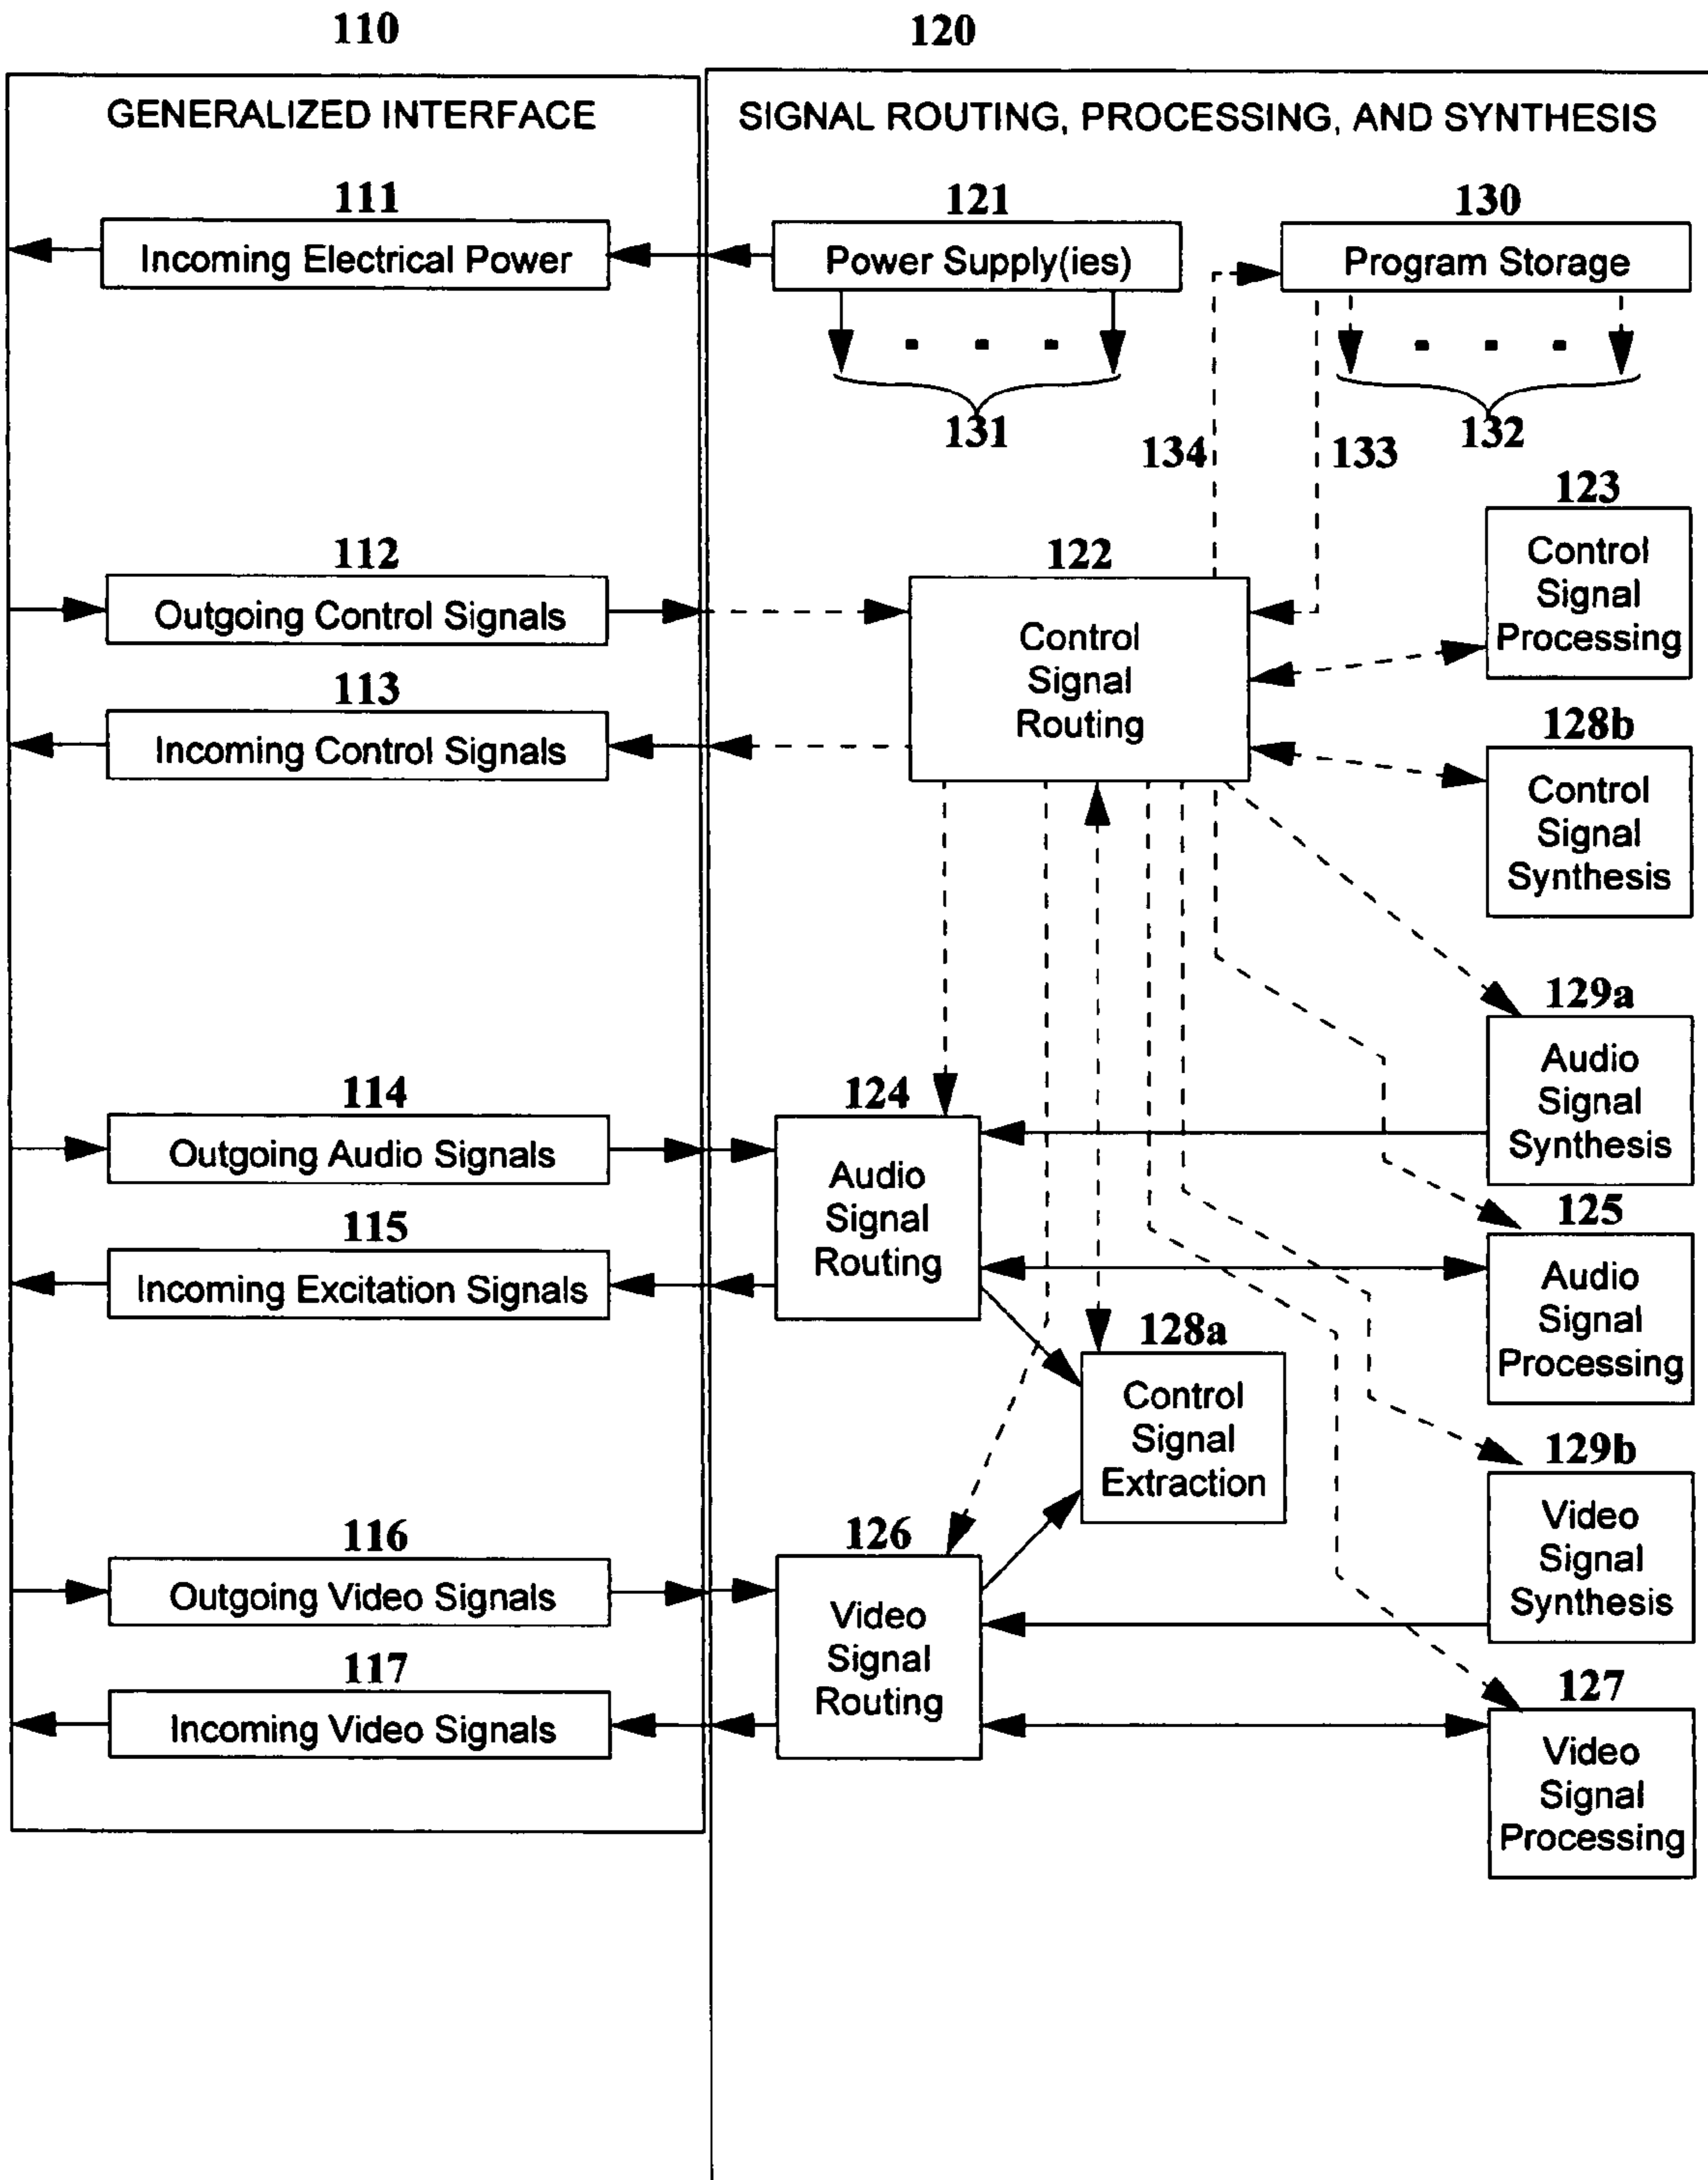 110
120
GENERALIZED INTERFACE
SIGNAL ROUTING, PROCESSING, AND SYNTHESIS
111
Incoming Electrical Power
121
Power Supply(ies)
130
Program Storage
131
132
134
133
112
Outgoing Control Signals
113
Incoming Control Signals
122
Control
Signal
Routing
123
Control
Signal
Processing
128b
Control
Signal
Synthesis
129a
Audio
Signal
Synthesis
114
Outgoing Audio Signals
115
Incoming Excitation Signals
124
Audio
Signal
Routing
125
Audio
Signal
Processing
128a
Control
Signal
Extraction
129b
Video
Signal
Synthesis
116
Outgoing Video Signals
117
Incoming Video Signals
126
Video
Signal
Routing
127
Video
Signal
Processing